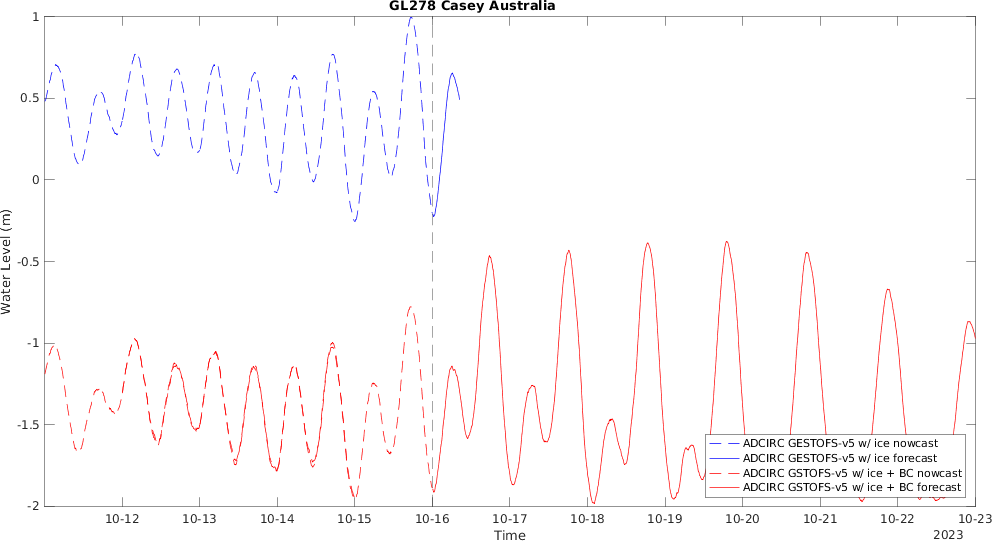 GL278 Casey Australia
Water Level (m)
1
0.5
0
-0.5
-1
-1.5
-2
ADCIRC GESTOFS-v5 w/ ice nowcast
ADCIRC GESTOFS-v5 w/ ice forecast
ADCIRC GSTOFS-v5 w/ ice + BC nowcast
ADCIRC GSTOFS-v5 w/ ice + BC forecast
10-12 10-13 10-14 10-15 10-16 10-17 10-18 10-19 10-20 10-21 10-22 10-23
Time
2023